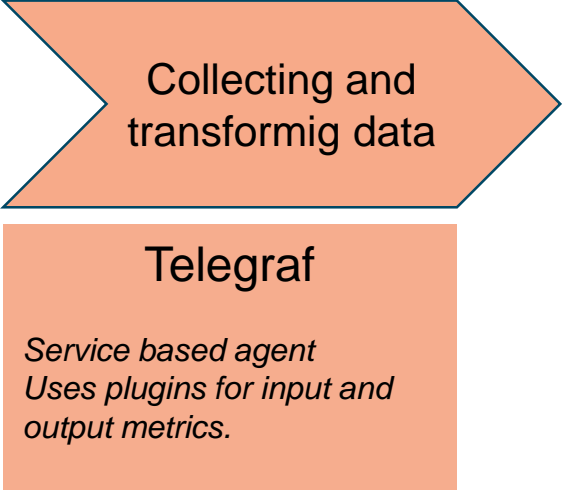 Collecting and
transformig data
Telegraf
Service based agent
Uses plugins for input and
output metrics.